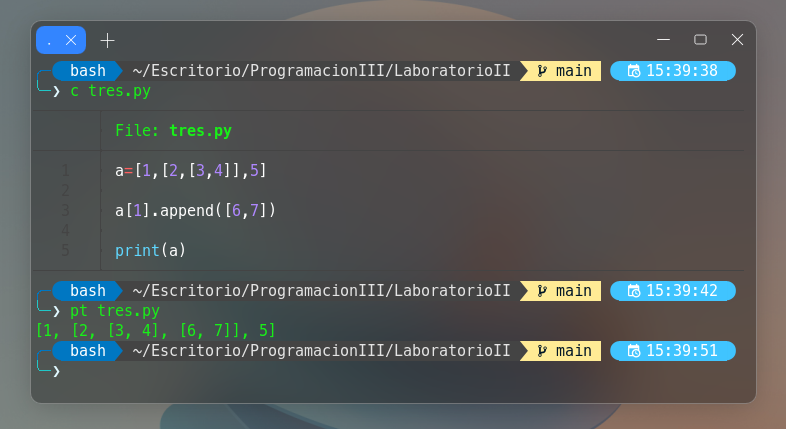 .
bash ~/Escritorio/ProgramacionIII/LaboratorioII main 15:39:38
❯ c tres.py
File: tres.py
1 a=[1,[2,[3,4]],5]
2
3 a[1].append([6,7])
4
5 print(a)
bash ~/Escritorio/ProgramacionIII/LaboratorioII main 15:39:42
❯ pt tres.py
[1, [2, [3, 4], [6, 7]], 5]
bash ~/Escritorio/ProgramacionIII/LaboratorioII main 15:39:51
❯